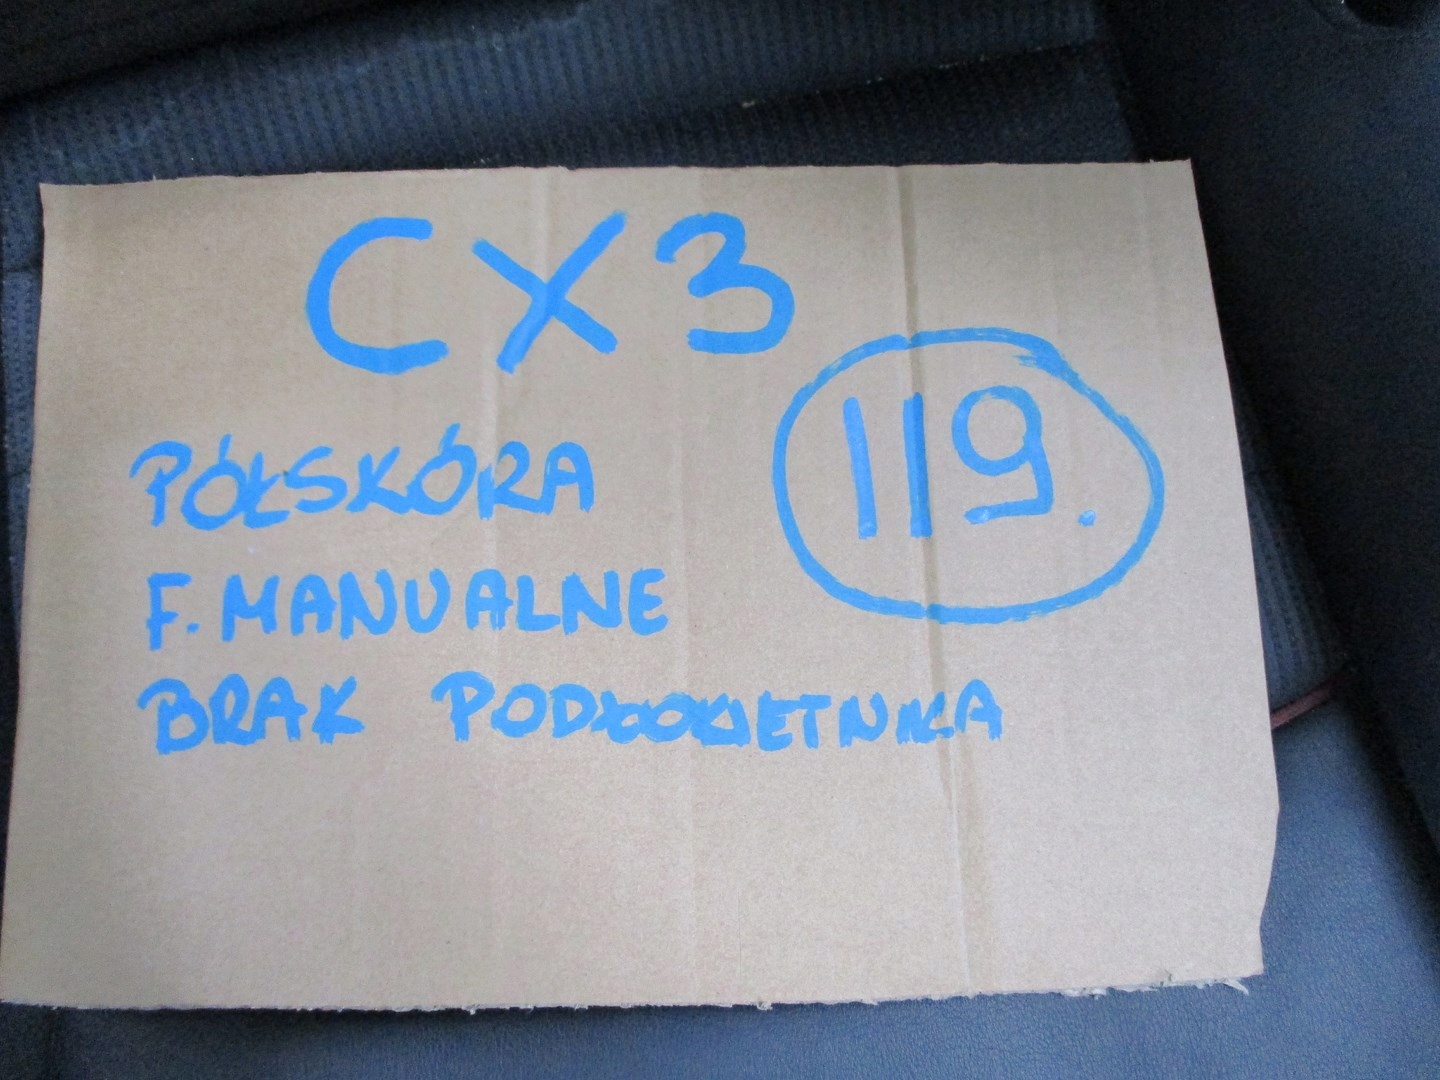 CX3
119.
PÓŁSKÓRA
F. MANUALNE
BRAK PODŁOKIETNIKA